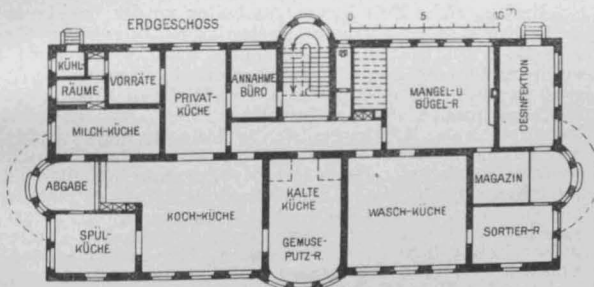 ERDGESCHOSS
0 5 10
KÜHL-
RÄUME
VORRÄTE
PRIVAT-
KÜCHE
ANNAHME
BÜRO
MANGEL-U.
BÜGEL-R.
DESINFEKTION
MILCH-KÜCHE
ABGABE
SPÜL-
KÜCHE
KOCH-KÜCHE
KALTE
KÜCHE
GEMÜSE-
PUTZ-R.
WASCH-KÜCHE
MAGAZIN
SORTIER-R.